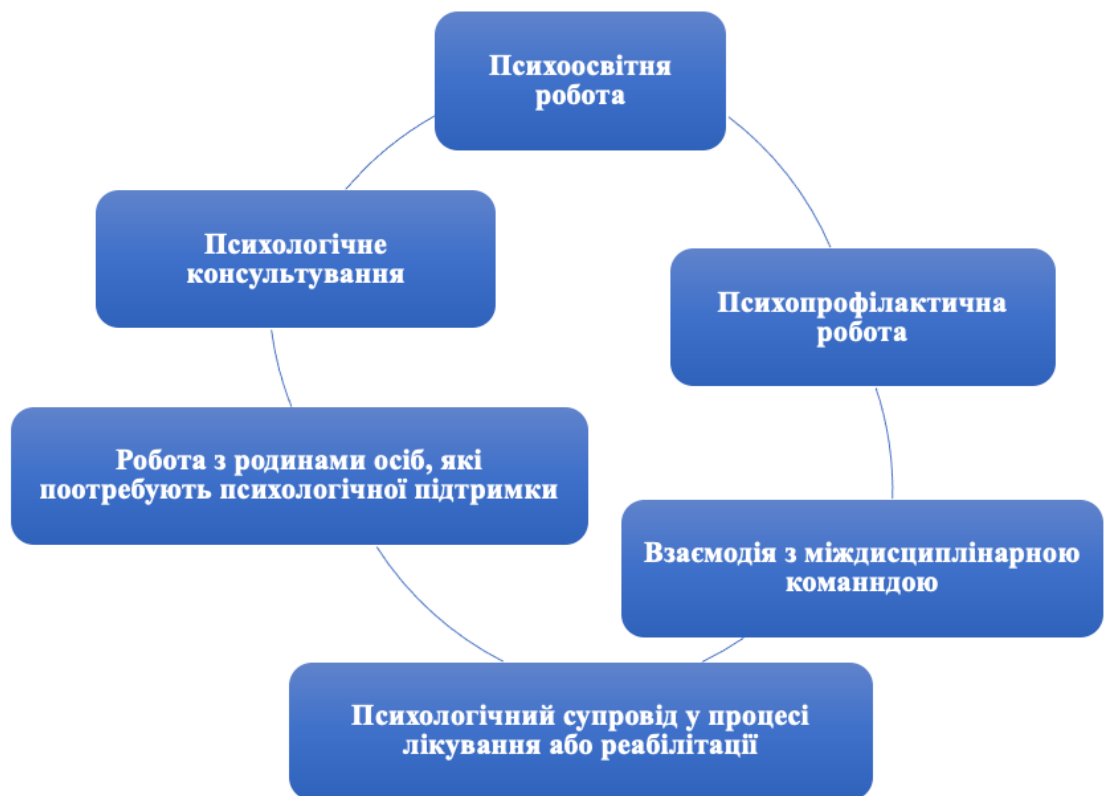 Психоосвітня
робота
Психологічне
консультування
Психопрофілактична
робота
Робота з родинами осіб, які
поотребують психологічної підтримки
Взаємодія з міждисциплінарною
команндою
Психологічний супровід у процесі
лікування або реабілітації